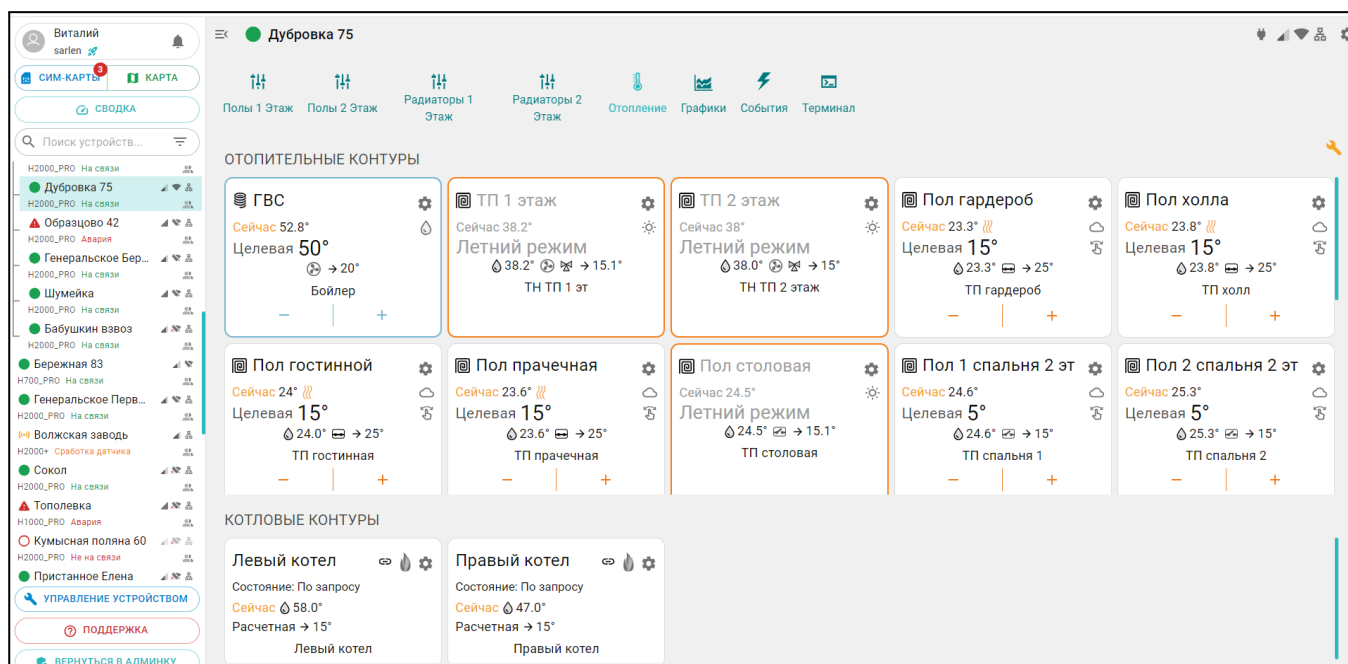 Виталий
sarlen
СИМ-КАРТЫ 3
КАРТА
СВОДКА
Поиск устройств...
H2000_PRO На связи
Дубровка 75
H2000_PRO На связи
Образцово 42
H2000_PRO Авария
Генеральское Бер...
H2000_PRO На связи
Шумейка
H2000_PRO На связи
Бабушкин взвоз
H2000_PRO На связи
Бережная 83
H700_PRO На связи
Генеральское Перв...
H2000_PRO На связи
Волжская заводь
H2000+ Сработка датчика
Сокол
H2000_PRO На связи
Тополевка
H1000_PRO Авария
Кумысная поляна 60
H2000_PRO Не на связи
Пристанное Елена
УПРАВЛЕНИЕ УСТРОЙСТВОМ
ПОДДЕРЖКА
ВЕРНУТЬСЯ В АДМИНКУ
Дубровка 75
Полы 1 Этаж
Полы 2 Этаж
Радиаторы 1
Этаж
Радиаторы 2
Этаж
Отопление
Графики
События
Терминал
ОТОПИТЕЛЬНЫЕ КОНТУРЫ
ГВС
Сейчас 52.8°
Целевая 50°
→ 20°
Бойлер
− +
ТП 1 этаж
Сейчас 38.2°
Летний режим
38.2° → 15.1°
ТН ТП 1 эт
ТП 2 этаж
Сейчас 38°
Летний режим
38.0° → 15°
ТН ТП 2 этаж
Пол гардероб
Сейчас 23.3°
Целевая 15°
23.3° → 25°
ТП гардероб
− +
Пол холла
Сейчас 23.8°
Целевая 15°
23.8° → 25°
ТП холл
− +
Пол гостинной
Сейчас 24°
Целевая 15°
24.0° → 25°
ТП гостинная
− +
Пол прачечная
Сейчас 23.6°
Целевая 15°
23.6° → 25°
ТП прачечная
− +
Пол столовая
Сейчас 24.5°
Летний режим
24.5° → 15.1°
ТП столовая
Пол 1 спальня 2 эт
Сейчас 24.6°
Целевая 5°
24.6° → 15°
ТП спальня 1
− +
Пол 2 спальня 2 эт
Сейчас 25.3°
Целевая 5°
25.3° → 15°
ТП спальня 2
− +
КОТЛОВЫЕ КОНТУРЫ
Левый котел
Состояние: По запросу
Сейчас 58.0°
Расчетная → 15°
Левый котел
Правый котел
Состояние: По запросу
Сейчас 47.0°
Расчетная → 15°
Правый котел